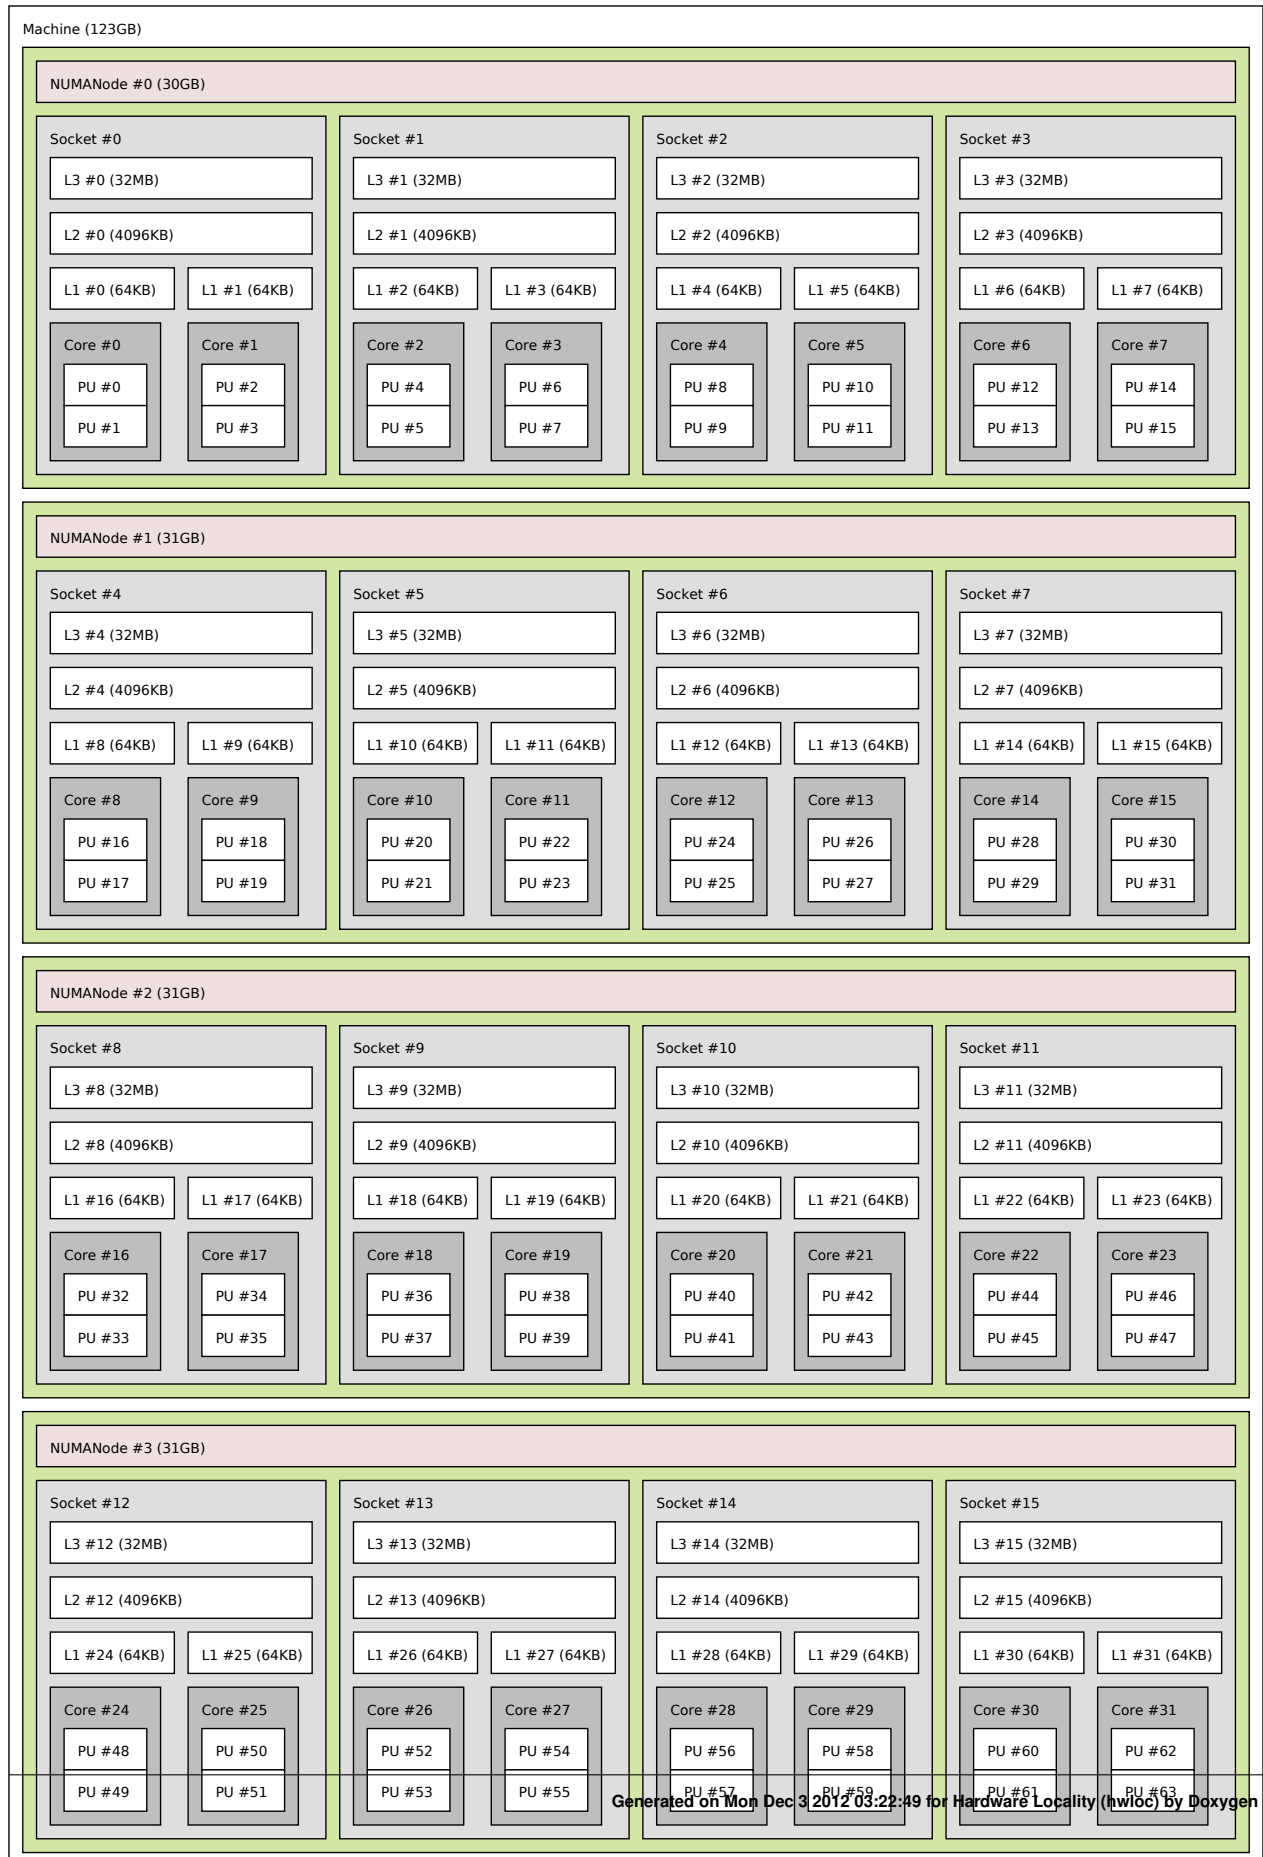 Machine (123GB)
NUMANode #0 (30GB)
Socket #0 Socket #1 Socket #2 Socket #3
L3 #0 (32MB) L3 #1 (32MB) L3 #2 (32MB) L3 #3 (32MB)
L2 #0 (4096KB) L2 #1 (4096KB) L2 #2 (4096KB) L2 #3 (4096KB)
L1 #0 (64KB) L1 #1 (64KB) L1 #2 (64KB) L1 #3 (64KB) L1 #4 (64KB) L1 #5 (64KB) L1 #6 (64KB) L1 #7 (64KB)
Core #0 Core #1 Core #2 Core #3 Core #4 Core #5 Core #6 Core #7
PU #0 PU #2 PU #4 PU #6 PU #8 PU #10 PU #12 PU #14
PU #1 PU #3 PU #5 PU #7 PU #9 PU #11 PU #13 PU #15
NUMANode #1 (31GB)
Socket #4 Socket #5 Socket #6 Socket #7
L3 #4 (32MB) L3 #5 (32MB) L3 #6 (32MB) L3 #7 (32MB)
L2 #4 (4096KB) L2 #5 (4096KB) L2 #6 (4096KB) L2 #7 (4096KB)
L1 #8 (64KB) L1 #9 (64KB) L1 #10 (64KB) L1 #11 (64KB) L1 #12 (64KB) L1 #13 (64KB) L1 #14 (64KB) L1 #15 (64KB)
Core #8 Core #9 Core #10 Core #11 Core #12 Core #13 Core #14 Core #15
PU #16 PU #18 PU #20 PU #22 PU #24 PU #26 PU #28 PU #30
PU #17 PU #19 PU #21 PU #23 PU #25 PU #27 PU #29 PU #31
NUMANode #2 (31GB)
Socket #8 Socket #9 Socket #10 Socket #11
L3 #8 (32MB) L3 #9 (32MB) L3 #10 (32MB) L3 #11 (32MB)
L2 #8 (4096KB) L2 #9 (4096KB) L2 #10 (4096KB) L2 #11 (4096KB)
L1 #16 (64KB) L1 #17 (64KB) L1 #18 (64KB) L1 #19 (64KB) L1 #20 (64KB) L1 #21 (64KB) L1 #22 (64KB) L1 #23 (64KB)
Core #16 Core #17 Core #18 Core #19 Core #20 Core #21 Core #22 Core #23
PU #32 PU #34 PU #36 PU #38 PU #40 PU #42 PU #44 PU #46
PU #33 PU #35 PU #37 PU #39 PU #41 PU #43 PU #45 PU #47
NUMANode #3 (31GB)
Socket #12 Socket #13 Socket #14 Socket #15
L3 #12 (32MB) L3 #13 (32MB) L3 #14 (32MB) L3 #15 (32MB)
L2 #12 (4096KB) L2 #13 (4096KB) L2 #14 (4096KB) L2 #15 (4096KB)
L1 #24 (64KB) L1 #25 (64KB) L1 #26 (64KB) L1 #27 (64KB) L1 #28 (64KB) L1 #29 (64KB) L1 #30 (64KB) L1 #31 (64KB)
Core #24 Core #25 Core #26 Core #27 Core #28 Core #29 Core #30 Core #31
PU #48 PU #50 PU #52 PU #54 PU #56 PU #58 PU #60 PU #62
PU #49 PU #51 PU #53 PU #55 PU #57 PU #59 PU #61 PU #63
Generated on Mon Dec 3 2012 03:22:49 for Hardware Locality (hwloc) by Doxygen